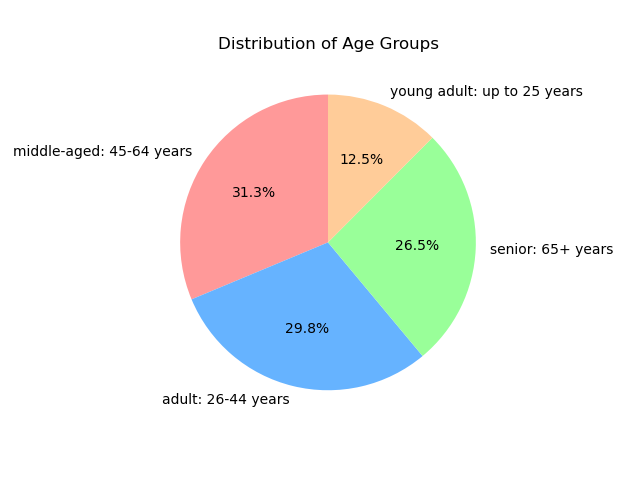 Distribution of Age Groups
young adult: up to 25 years
middle-aged: 45-64 years
12.5%
31.3%
26.5%
senior: 65+ years
29.8%
adult: 26-44 years